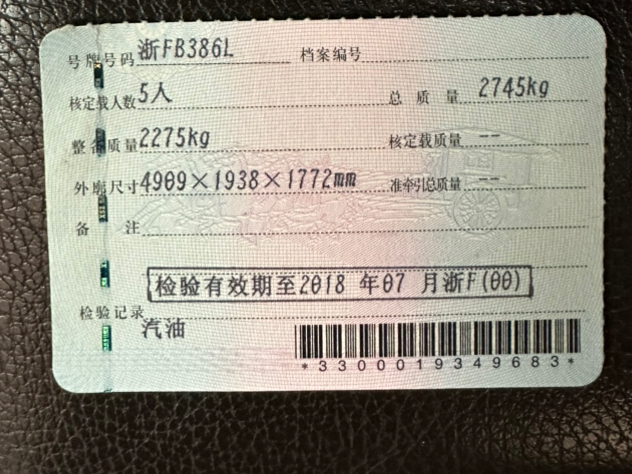 号牌号码 浙FB386L 档案编号
核定载人数 5人 总质量 2745kg
整备质量 2275kg 核定载质量 --
外廓尺寸 4909×1938×1772mm 准牵引总质量 --
备注
检验有效期至2018 年07 月浙F(00)
检验记录
汽油
*3300019349683*